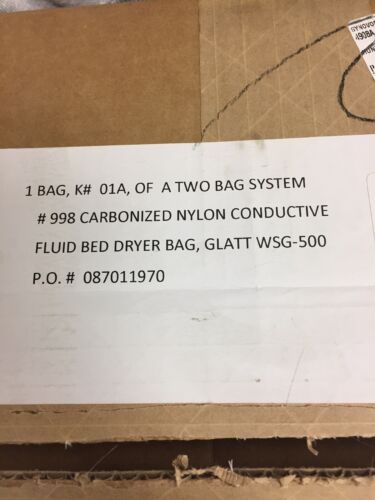 1 BAG, K# 01A, OF A TWO BAG SYSTEM
# 998 CARBONIZED NYLON CONDUCTIVE
FLUID BED DRYER BAG, GLATT WSG-500
P.O. # 087011970